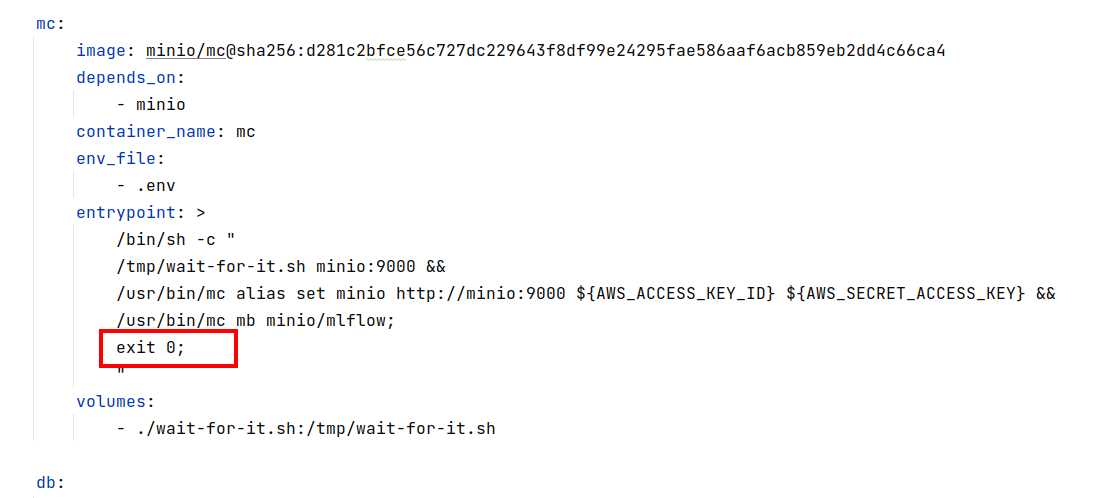 mc:
image: minio/mc@sha256:d281c2bfce56c727dc229643f8df99e24295fae586aaf6acb859eb2dd4c66ca4
depends_on:
- minio
container_name: mc
env_file:
- .env
entrypoint: >
/bin/sh -c "
/tmp/wait-for-it.sh minio:9000 &&
/usr/bin/mc alias set minio http://minio:9000 ${AWS_ACCESS_KEY_ID} ${AWS_SECRET_ACCESS_KEY} &&
/usr/bin/mc mb minio/mlflow;
exit 0;
"
volumes:
- ./wait-for-it.sh:/tmp/wait-for-it.sh
db: